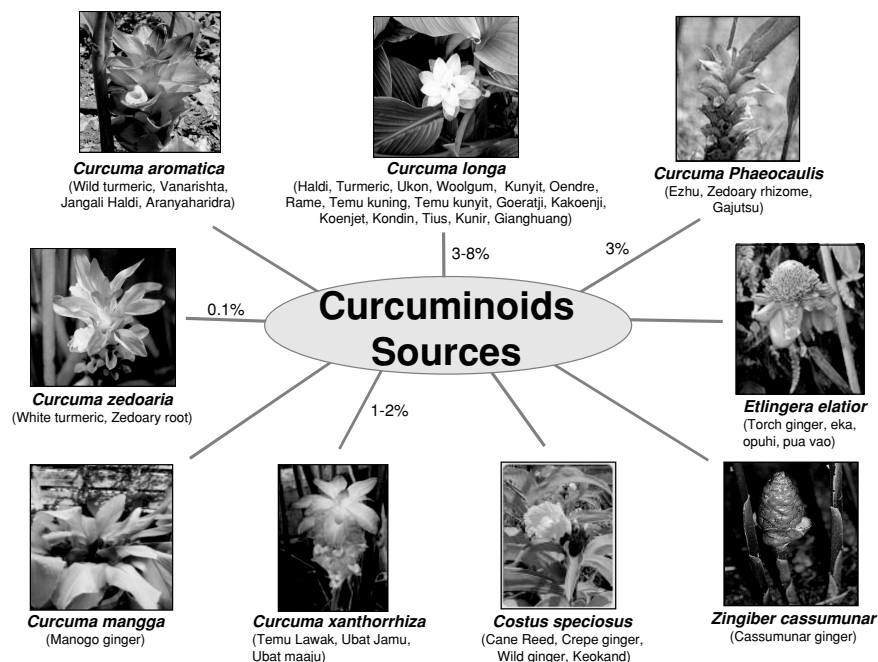 Curcuma aromatica
(Wild turmeric, Vanarishta,
Jangali Haldi, Aranyaharidra)
Curcuma longa
(Haldi, Turmeric, Ukon, Woolgum, Kunyit, Oendre,
Rame, Temu kuning, Temu kunyit, Goeratji, Kakoenji,
Koenjet, Kondin, Tius, Kunir, Gianghuang)
Curcuma Phaeocaulis
(Ezhu, Zedoary rhizome,
Gajutsu)
3-8%
3%
0.1%
Curcuminoids
Sources
Curcuma zedoaria
(White turmeric, Zedoary root)
Etlingera elatior
(Torch ginger, eka,
opuhi, pua vao)
1-2%
Curcuma mangga
(Manogo ginger)
Curcuma xanthorrhiza
(Temu Lawak, Ubat Jamu,
Ubat maaju)
Costus speciosus
(Cane Reed, Crepe ginger,
Wild ginger, Keokand)
Zingiber cassumunar
(Cassumunar ginger)